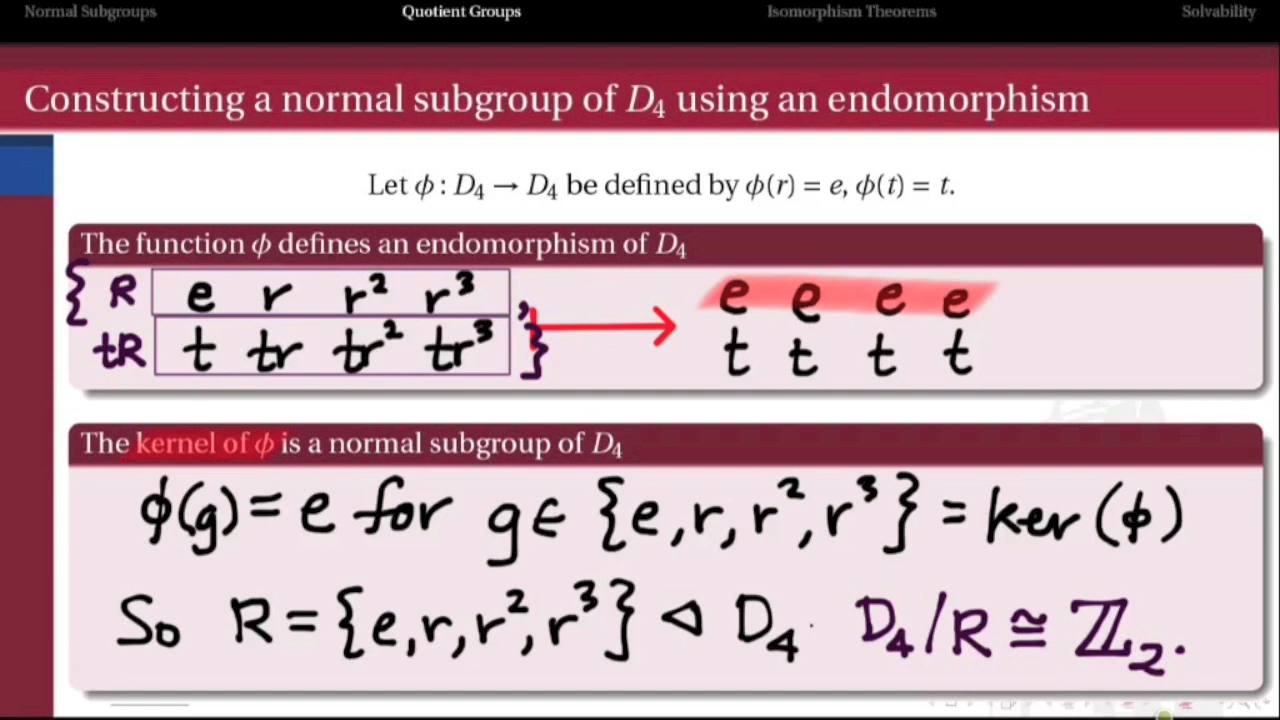 Normal Subgroups Quotient Groups Isomorphism Theorems Solvability
Constructing a normal subgroup of D₄ using an endomorphism
Let ϕ : D₄ → D₄ be defined by ϕ(r) = e, ϕ(t) = t.
The function ϕ defines an endomorphism of D₄
{ R e r r² r³ , → e e e e
tR t tr tr² tr³ } t t t t
The kernel of ϕ is a normal subgroup of D₄
ϕ(g) = e for g ∈ {e, r, r², r³} = ker(ϕ)
So R = {e, r, r², r³} ◁ D₄. D₄/R ≅ ℤ₂.